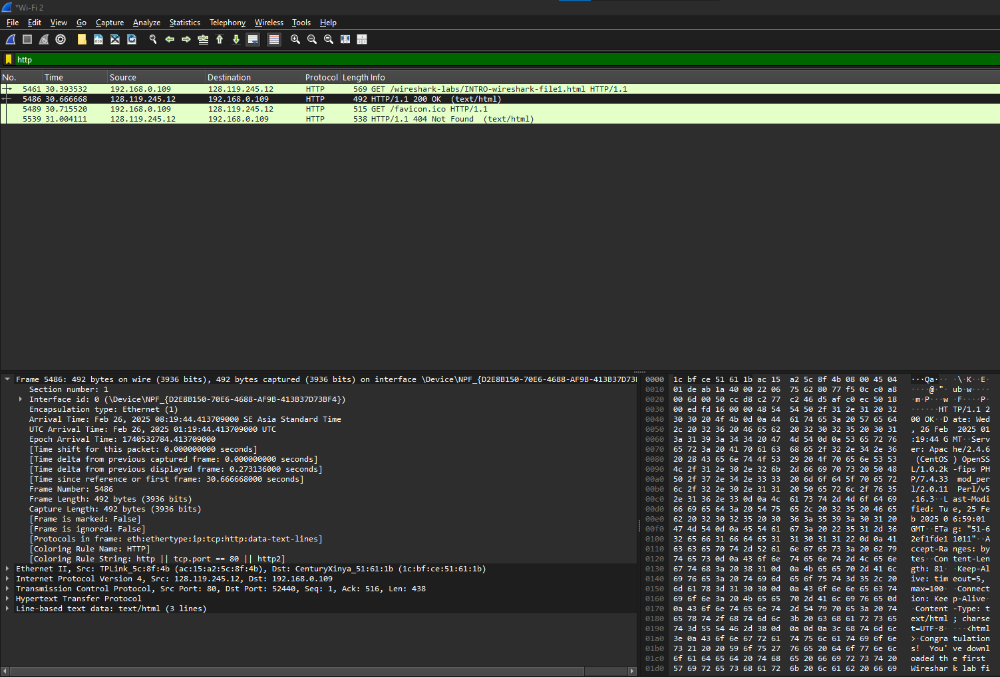 *Wi-Fi 2
File Edit View Go Capture Analyze Statistics Telephony Wireless Tools Help
http
No. Time Source Destination Protocol Length Info
5461 30.393532 192.168.0.109 128.119.245.12 HTTP 569 GET /wireshark-labs/INTRO-wireshark-file1.html HTTP/1.1
5486 30.666668 128.119.245.12 192.168.0.109 HTTP 492 HTTP/1.1 200 OK (text/html)
5489 30.715520 192.168.0.109 128.119.245.12 HTTP 515 GET /favicon.ico HTTP/1.1
5539 31.004111 128.119.245.12 192.168.0.109 HTTP 538 HTTP/1.1 404 Not Found (text/html)
Frame 5486: 492 bytes on wire (3936 bits), 492 bytes captured (3936 bits) on interface \Device\NPF_{D2E8B150-70E6-4688-AF9B-413B37D73
Section number: 1
Interface id: 0 (\Device\NPF_{D2E8B150-70E6-4688-AF9B-413B37D73BF4})
Encapsulation type: Ethernet (1)
Arrival Time: Feb 26, 2025 08:19:44.413709000 SE Asia Standard Time
UTC Arrival Time: Feb 26, 2025 01:19:44.413709000 UTC
Epoch Arrival Time: 1740532784.413709000
[Time shift for this packet: 0.000000000 seconds]
[Time delta from previous captured frame: 0.000000000 seconds]
[Time delta from previous displayed frame: 0.273136000 seconds]
[Time since reference or first frame: 30.666668000 seconds]
Frame Number: 5486
Frame Length: 492 bytes (3936 bits)
Capture Length: 492 bytes (3936 bits)
[Frame is marked: False]
[Frame is ignored: False]
[Protocols in frame: eth:ethertype:ip:tcp:http:data-text-lines]
[Coloring Rule Name: HTTP]
[Coloring Rule String: http || tcp.port == 80 || http2]
Ethernet II, Src: TPLink_5c:8f:4b (ac:15:a2:5c:8f:4b), Dst: CenturyXinya_51:61:1b (1c:bf:ce:51:61:1b)
Internet Protocol Version 4, Src: 128.119.245.12, Dst: 192.168.0.109
Transmission Control Protocol, Src Port: 80, Dst Port: 52440, Seq: 1, Ack: 516, Len: 438
Hypertext Transfer Protocol
Line-based text data: text/html (3 lines)
0000 1c bf ce 51 61 1b ac 15 a2 5c 8f 4b 08 00 45 04 ···Qa· · ·\·K··E·
0010 01 de ab 1a 40 00 22 06 75 62 80 77 f5 0c c0 a8 ····@·"· ub·w····
0020 00 6d 00 50 cc d8 c2 77 c2 46 d5 af c0 ec 50 18 ·m·P···w ·F····P·
0030 00 ed fd 16 00 00 48 54 54 50 2f 31 2e 31 20 32 ······HT TP/1.1 2
0040 30 30 20 4f 4b 0d 0a 44 61 74 65 3a 20 57 65 64 00 OK··D ate: Wed
0050 2c 20 32 36 20 46 65 62 20 32 30 32 35 20 30 31 , 26 Feb 2025 01
0060 3a 31 39 3a 34 34 20 47 4d 54 0d 0a 53 65 72 76 :19:44 G MT··Serv
0070 65 72 3a 20 41 70 61 63 68 65 2f 32 2e 34 2e 36 er: Apac he/2.4.6
0080 20 28 43 65 6e 74 4f 53 29 20 4f 70 65 6e 53 53 (CentOS ) OpenSS
0090 4c 2f 31 2e 30 2e 32 6b 2d 66 69 70 73 20 50 48 L/1.0.2k -fips PH
00a0 50 2f 37 2e 34 2e 33 33 20 6d 6f 64 5f 70 65 72 P/7.4.33 mod_per
00b0 6c 2f 32 2e 30 2e 31 31 20 50 65 72 6c 2f 76 35 l/2.0.11 Perl/v5
00c0 2e 31 36 2e 33 0d 0a 4c 61 73 74 2d 4d 6f 64 69 .16.3··L ast-Modi
00d0 66 69 65 64 3a 20 54 75 65 2c 20 32 35 20 46 65 fied: Tu e, 25 Fe
00e0 62 20 32 30 32 35 20 30 36 3a 35 39 3a 30 31 20 b 2025 0 6:59:01
00f0 47 4d 54 0d 0a 45 54 61 67 3a 20 22 35 31 2d 36 GMT··ETa g: "51-6
0100 32 65 66 31 66 64 65 31 31 30 31 31 22 0d 0a 41 2ef1fde1 1011"··A
0110 63 63 65 70 74 2d 52 61 6e 67 65 73 3a 20 62 79 ccept-Ra nges: by
0120 74 65 73 0d 0a 43 6f 6e 74 65 6e 74 2d 4c 65 6e tes··Con tent-Len
0130 67 74 68 3a 20 38 31 0d 0a 4b 65 65 70 2d 41 6c gth: 81· ·Keep-Al
0140 69 76 65 3a 20 74 69 6d 65 6f 75 74 3d 35 2c 20 ive: tim eout=5,
0150 6d 61 78 3d 31 30 30 0d 0a 43 6f 6e 6e 65 63 74 max=100· ·Connect
0160 69 6f 6e 3a 20 4b 65 65 70 2d 41 6c 69 76 65 0d ion: Kee p-Alive·
0170 0a 43 6f 6e 74 65 6e 74 2d 54 79 70 65 3a 20 74 ·Content -Type: t
0180 65 78 74 2f 68 74 6d 6c 3b 20 63 68 61 72 73 65 ext/html ; charse
0190 74 3d 55 54 46 2d 38 0d 0a 0d 0a 3c 68 74 6d 6c t=UTF-8· ···<html
01a0 3e 0a 43 6f 6e 67 72 61 74 75 6c 61 74 69 6f 6e >·Congra tulation
01b0 73 21 20 20 59 6f 75 27 76 65 20 64 6f 77 6e 6c s! You' ve downl
01c0 6f 61 64 65 64 20 74 68 65 20 66 69 72 73 74 20 oaded th e first
01d0 57 69 72 65 73 68 61 72 6b 20 6c 61 62 20 66 69 Wireshar k lab fi